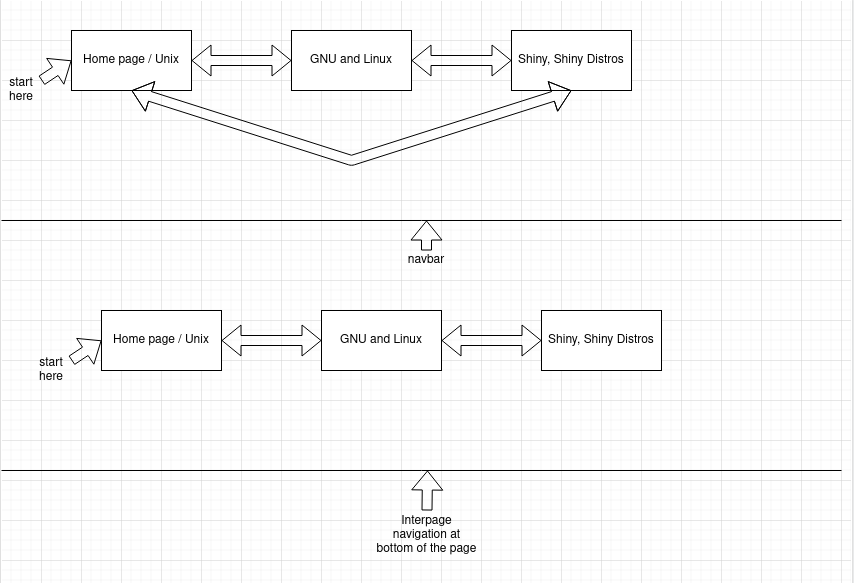 Home page / Unix
GNU and Linux
Shiny, Shiny Distros
start
here
navbar
Home page / Unix
GNU and Linux
Shiny, Shiny Distros
start
here
Interpage
navigation at
bottom of the page